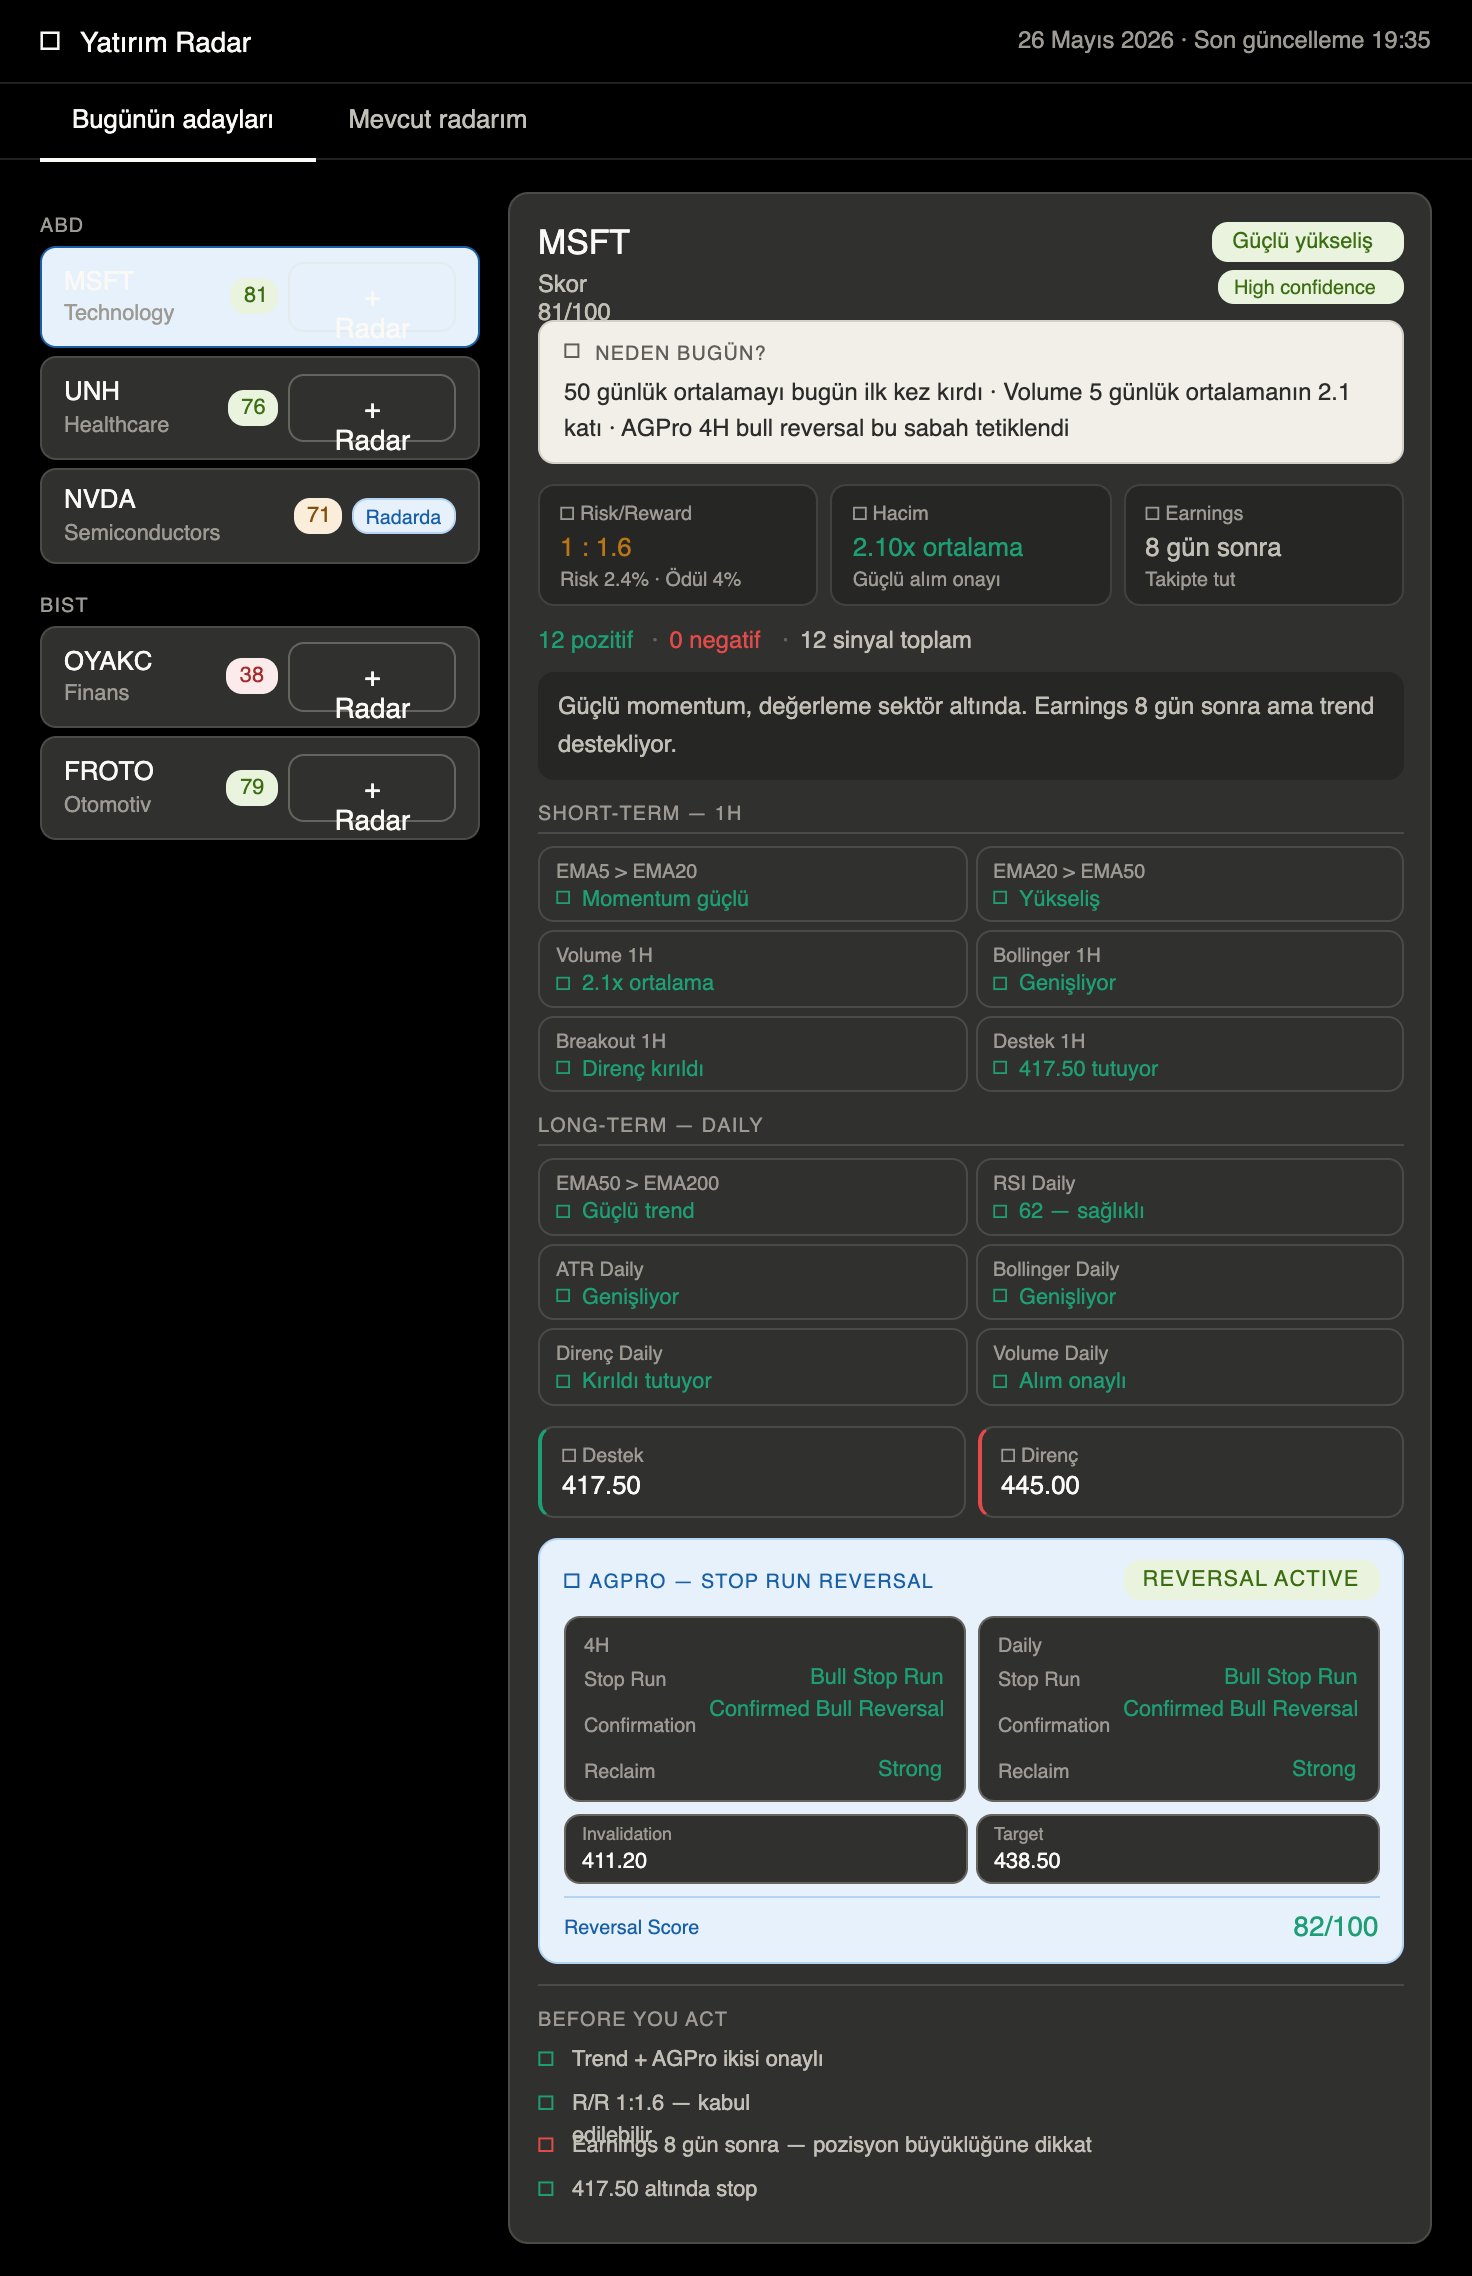 Yatırım Radar
26 Mayıs 2026 · Son güncelleme 19:35
Bugünün adayları
Mevcut radarım
ABD
MSFT
Technology
81
+
Radar
UNH
Healthcare
76
+
Radar
NVDA
Semiconductors
71
Radarda
BIST
OYAKC
Finans
38
+
Radar
FROTO
Otomotiv
79
+
Radar
MSFT
Skor
81/100
Güçlü yükseliş
High confidence
NEDEN BUGÜN?
50 günlük ortalamayı bugün ilk kez kırdı · Volume 5 günlük ortalamanın 2.1
katı · AGPro 4H bull reversal bu sabah tetiklendi
Risk/Reward
1 : 1.6
Risk 2.4% · Ödül 4%
Hacim
2.10x ortalama
Güçlü alım onayı
Earnings
8 gün sonra
Takipte tut
12 pozitif · 0 negatif · 12 sinyal toplam
Güçlü momentum, değerleme sektör altında. Earnings 8 gün sonra ama trend
destekliyor.
SHORT-TERM — 1H
EMA5 > EMA20
Momentum güçlü
EMA20 > EMA50
Yükseliş
Volume 1H
2.1x ortalama
Bollinger 1H
Genişliyor
Breakout 1H
Direnç kırıldı
Destek 1H
417.50 tutuyor
LONG-TERM — DAILY
EMA50 > EMA200
Güçlü trend
RSI Daily
62 — sağlıklı
ATR Daily
Genişliyor
Bollinger Daily
Genişliyor
Direnç Daily
Kırıldı tutuyor
Volume Daily
Alım onaylı
Destek
417.50
Direnç
445.00
AGPRO — STOP RUN REVERSAL
REVERSAL ACTIVE
4H
Stop Run Bull Stop Run
Confirmation Confirmed Bull Reversal
Reclaim Strong
Daily
Stop Run Bull Stop Run
Confirmation Confirmed Bull Reversal
Reclaim Strong
Invalidation
411.20
Target
438.50
Reversal Score 82/100
BEFORE YOU ACT
Trend + AGPro ikisi onaylı
R/R 1:1.6 — kabul
edilebilir
Earnings 8 gün sonra — pozisyon büyüklüğüne dikkat
417.50 altında stop